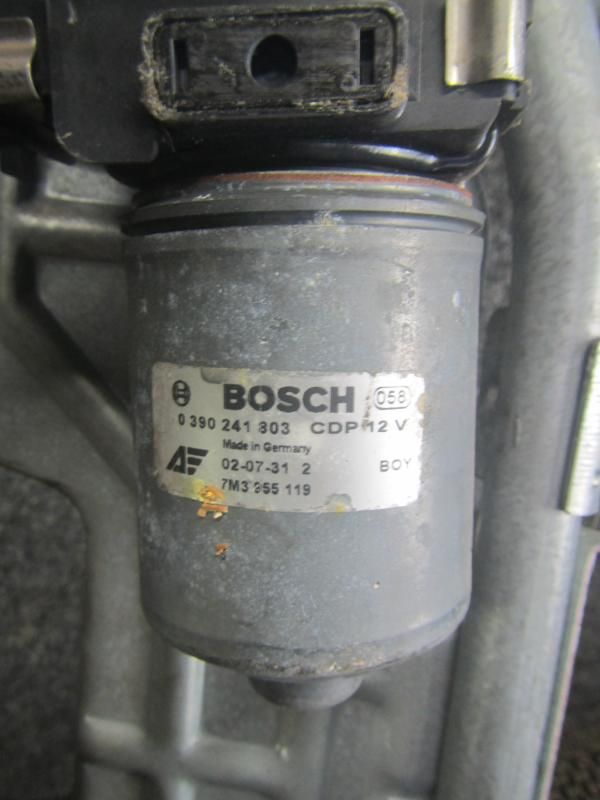 BOSCH 058
0 390 241 803 CDP 12 V
Made in Germany
02-07-31 2 BOY
7M3 955 119